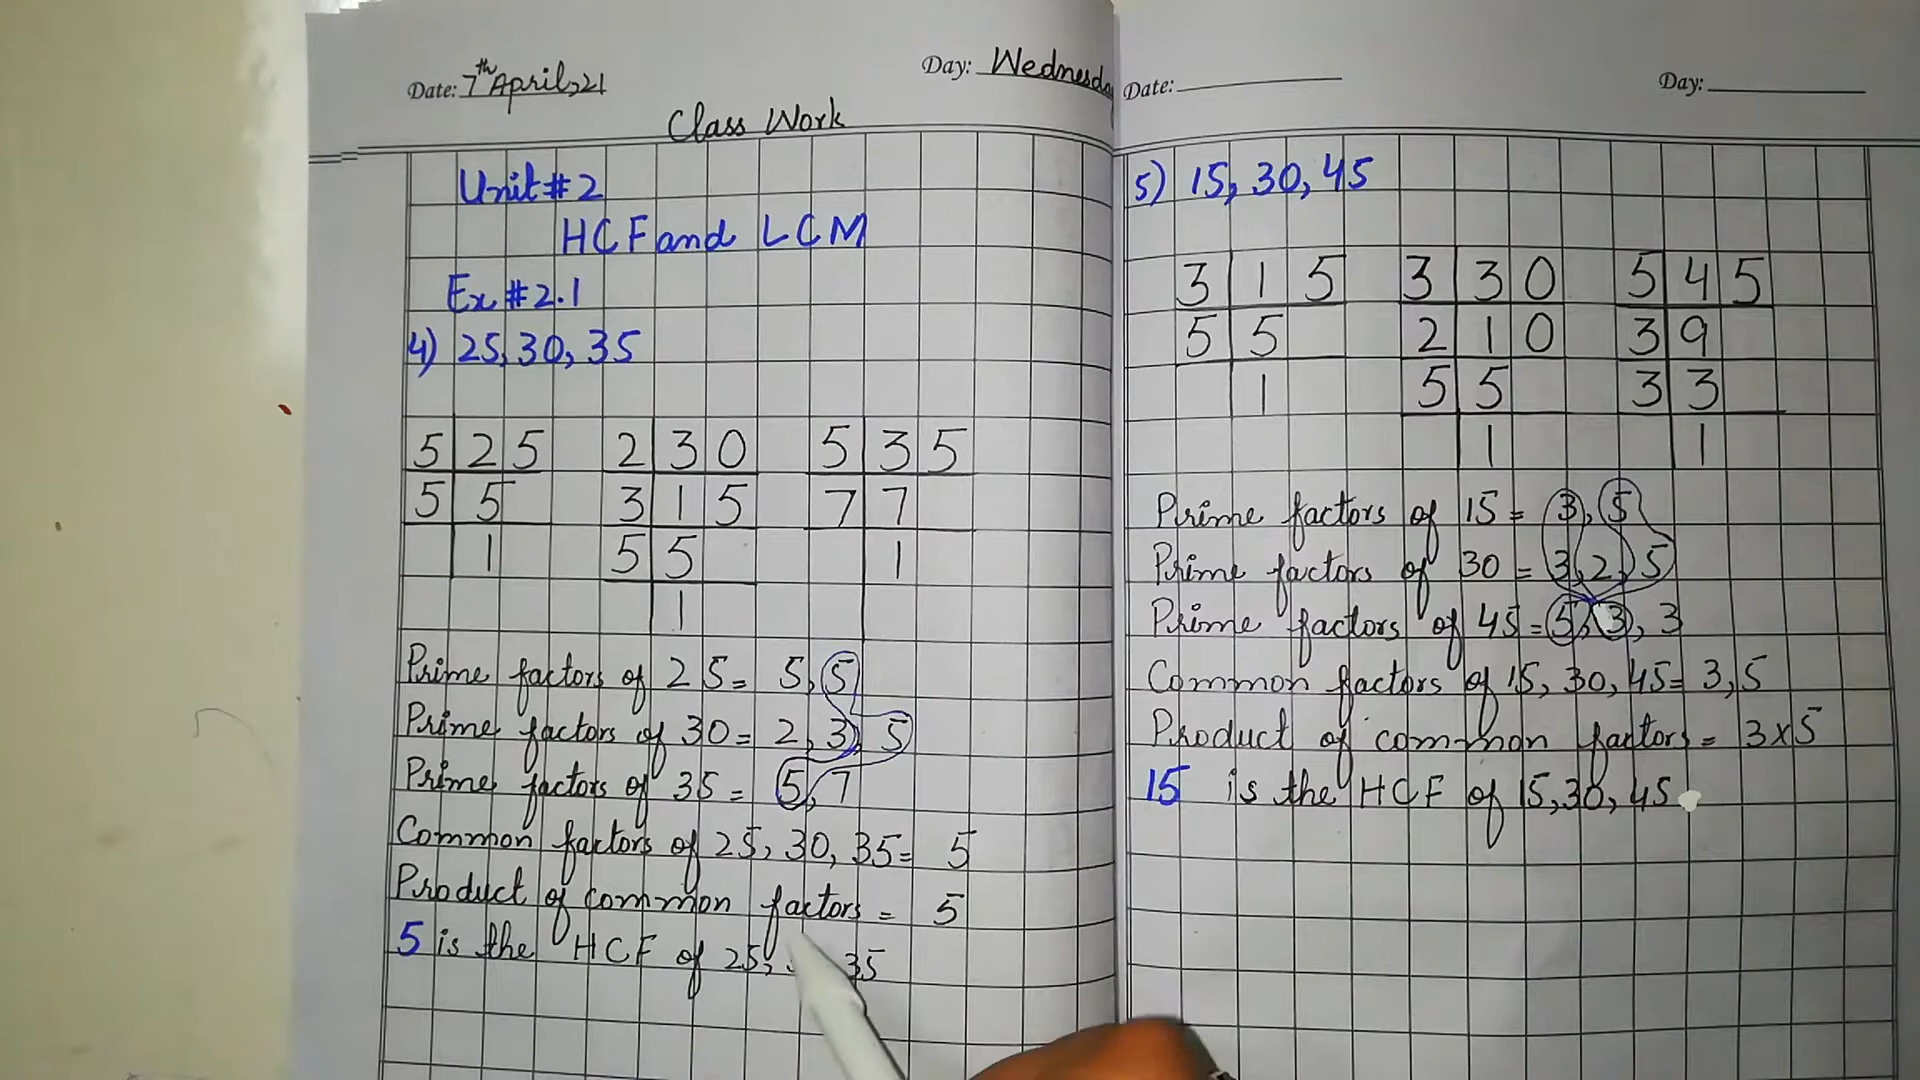 Date: 7th April,21
Day: Wednesda
Class Work
Unit # 2
HCF and LCM
Ex # 2.1
4) 25, 30, 35
5 25 2 30 5 35
5 5 3 15 7 7
1 5 5 1
1
Prime factors of 25 = 5, 5
Prime factors of 30 = 2, 3, 5
Prime factors of 35 = 5, 7
Common factors of 25, 30, 35 = 5
Product of common factors = 5
5 is the HCF of 25, 35
Date:
Day:
5) 15, 30, 45
3 15 3 30 5 45
5 5 2 10 3 9
1 5 5 3 3
1 1
Prime factors of 15 = 3, 5
Prime factors of 30 = 3, 2, 5
Prime factors of 45 = 5, 3, 3
Common factors of 15, 30, 45 = 3, 5
Product of common factors = 3 x 5
15 is the HCF of 15, 30, 45